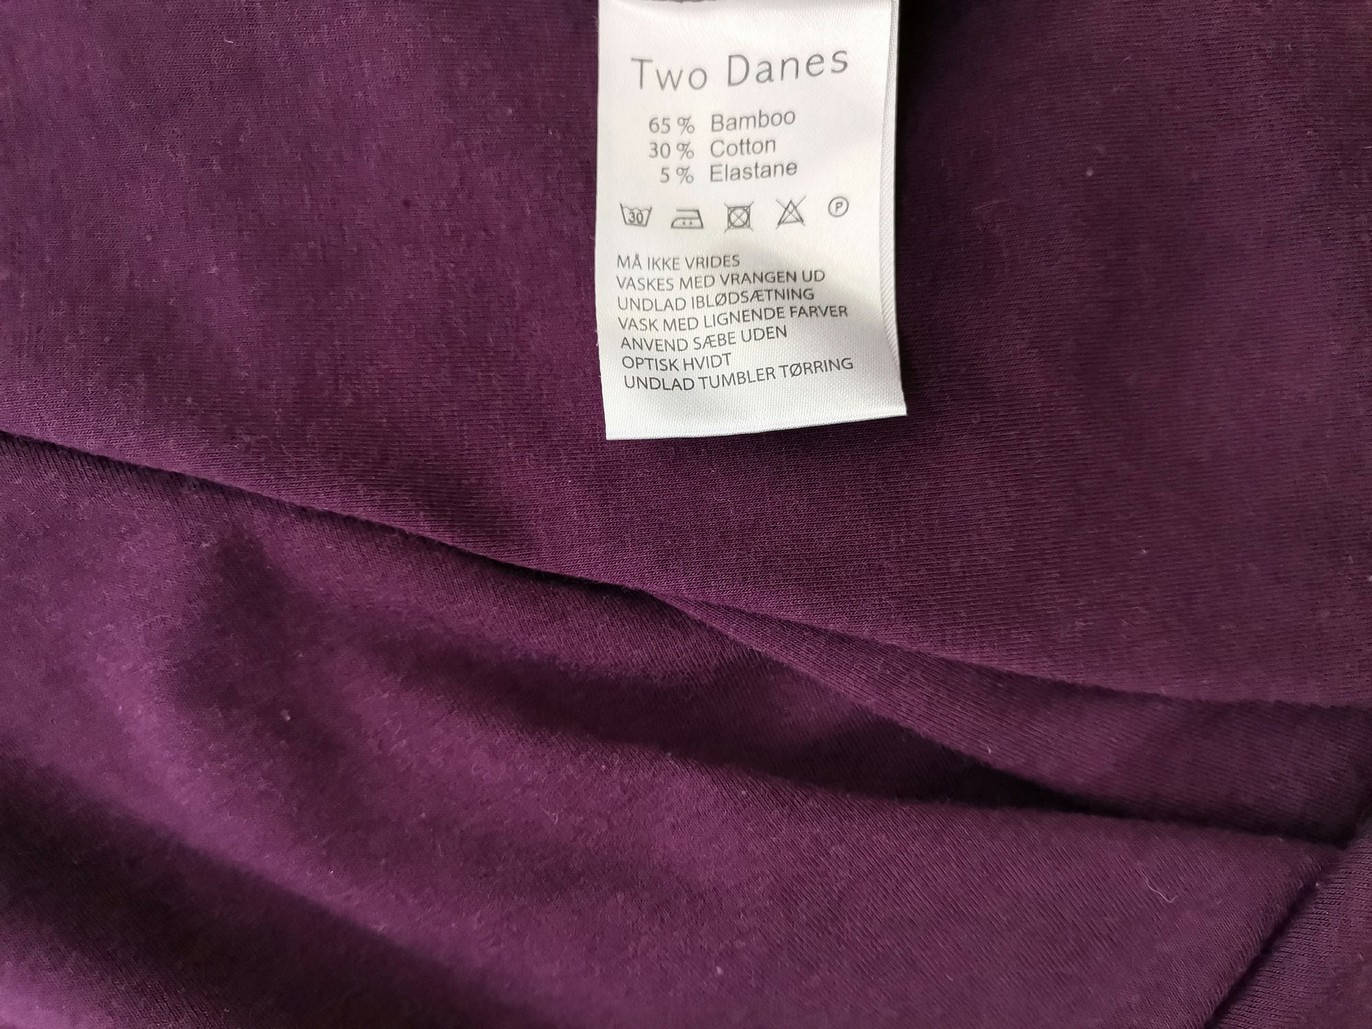 Two Danes
65 % Bamboo
30 % Cotton
5 % Elastane
30 P
MÅ IKKE VRIDES
VASKES MED VRANGEN UD
UNDLAD IBLØDSÆTNING
VASK MED LIGNENDE FARVER
ANVEND SÆBE UDEN
OPTISK HVIDT
UNDLAD TUMBLER TØRRING